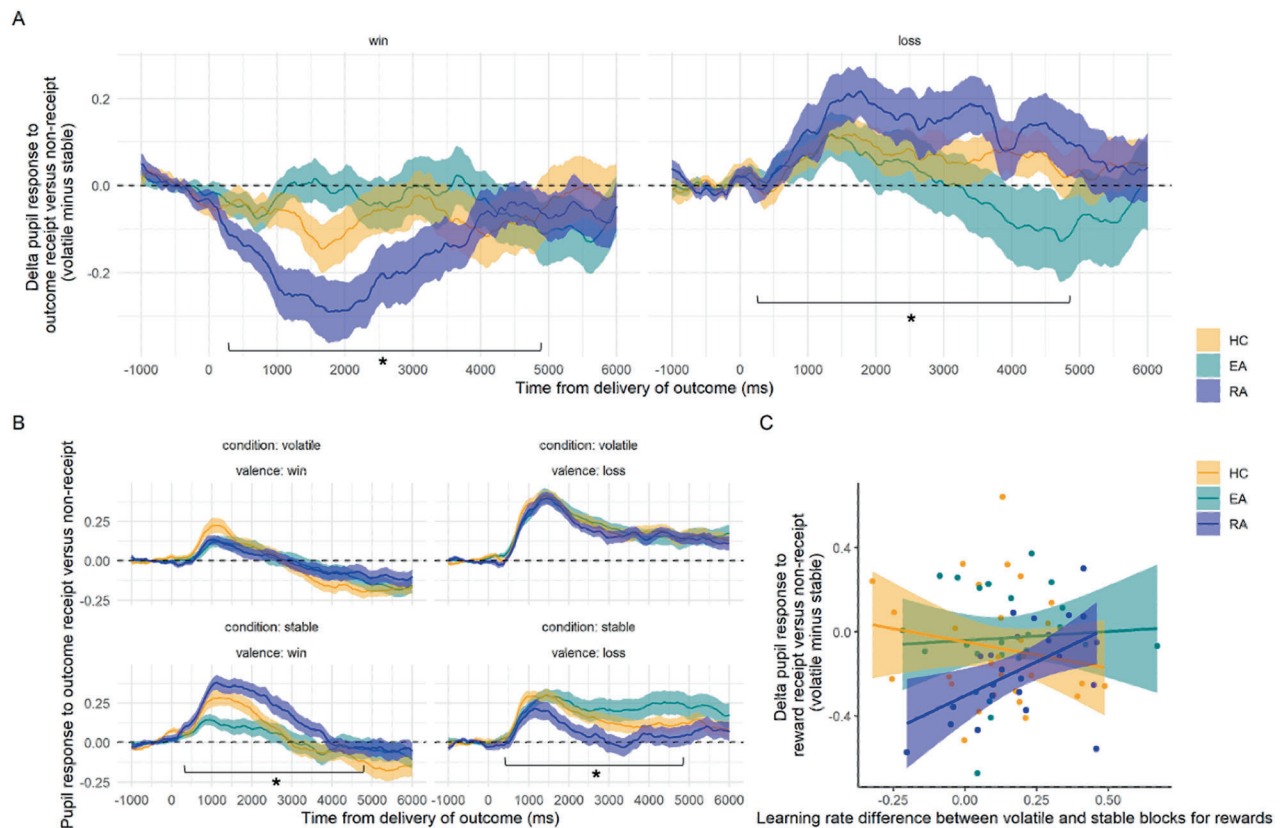 A
win
loss
Delta pupil response to
outcome receipt versus non-receipt
(volatile minus stable)
0.2
0.0
-0.2
*
*
-1000 0 1000 2000 3000 4000 5000 6000
-1000 0 1000 2000 3000 4000 5000 6000
Time from delivery of outcome (ms)
HC
EA
RA
B
Pupil response to outcome receipt versus non-receipt
condition: volatile
valence: win
condition: volatile
valence: loss
0.25
0.00
-0.25
condition: stable
valence: win
condition: stable
valence: loss
0.25
0.00
-0.25
*
*
-1000 0 1000 2000 3000 4000 5000 6000
-1000 0 1000 2000 3000 4000 5000 6000
Time from delivery of outcome (ms)
C
HC
EA
RA
Delta pupil response to
reward receipt versus non-receipt
(volatile minus stable)
0.4
0.0
-0.4
-0.25 0.00 0.25 0.50
Learning rate difference between volatile and stable blocks for rewards